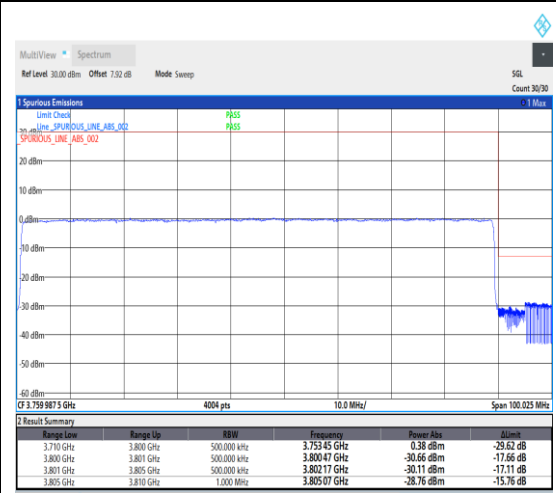 MultiView Spectrum
Ref Level 30.00 dBm Offset 7.92 dB Mode Sweep SGL
Count 30/30
1 Spurious Emissions 1 Max
Limit Check PASS
Line _SPURIOUS_LINE_ABS_002 PASS
_SPURIOUS_LINE_ABS_002
20 dBm
10 dBm
0 dBm
-10 dBm
-20 dBm
-30 dBm
-40 dBm
-50 dBm
-60 dBm
CF 3.759 987 5 GHz 4004 pts 10.0 MHz/ Span 100.025 MHz
2 Result Summary
Range Low Range Up RBW Frequency Power Abs ΔLimit
3.710 GHz 3.800 GHz 500.000 kHz 3.753 45 GHz 0.38 dBm -29.62 dB
3.800 GHz 3.801 GHz 500.000 kHz 3.800 47 GHz -30.66 dBm -17.66 dB
3.801 GHz 3.805 GHz 500.000 kHz 3.802 17 GHz -30.11 dBm -17.11 dB
3.805 GHz 3.810 GHz 1.000 MHz 3.805 07 GHz -28.76 dBm -15.76 dB